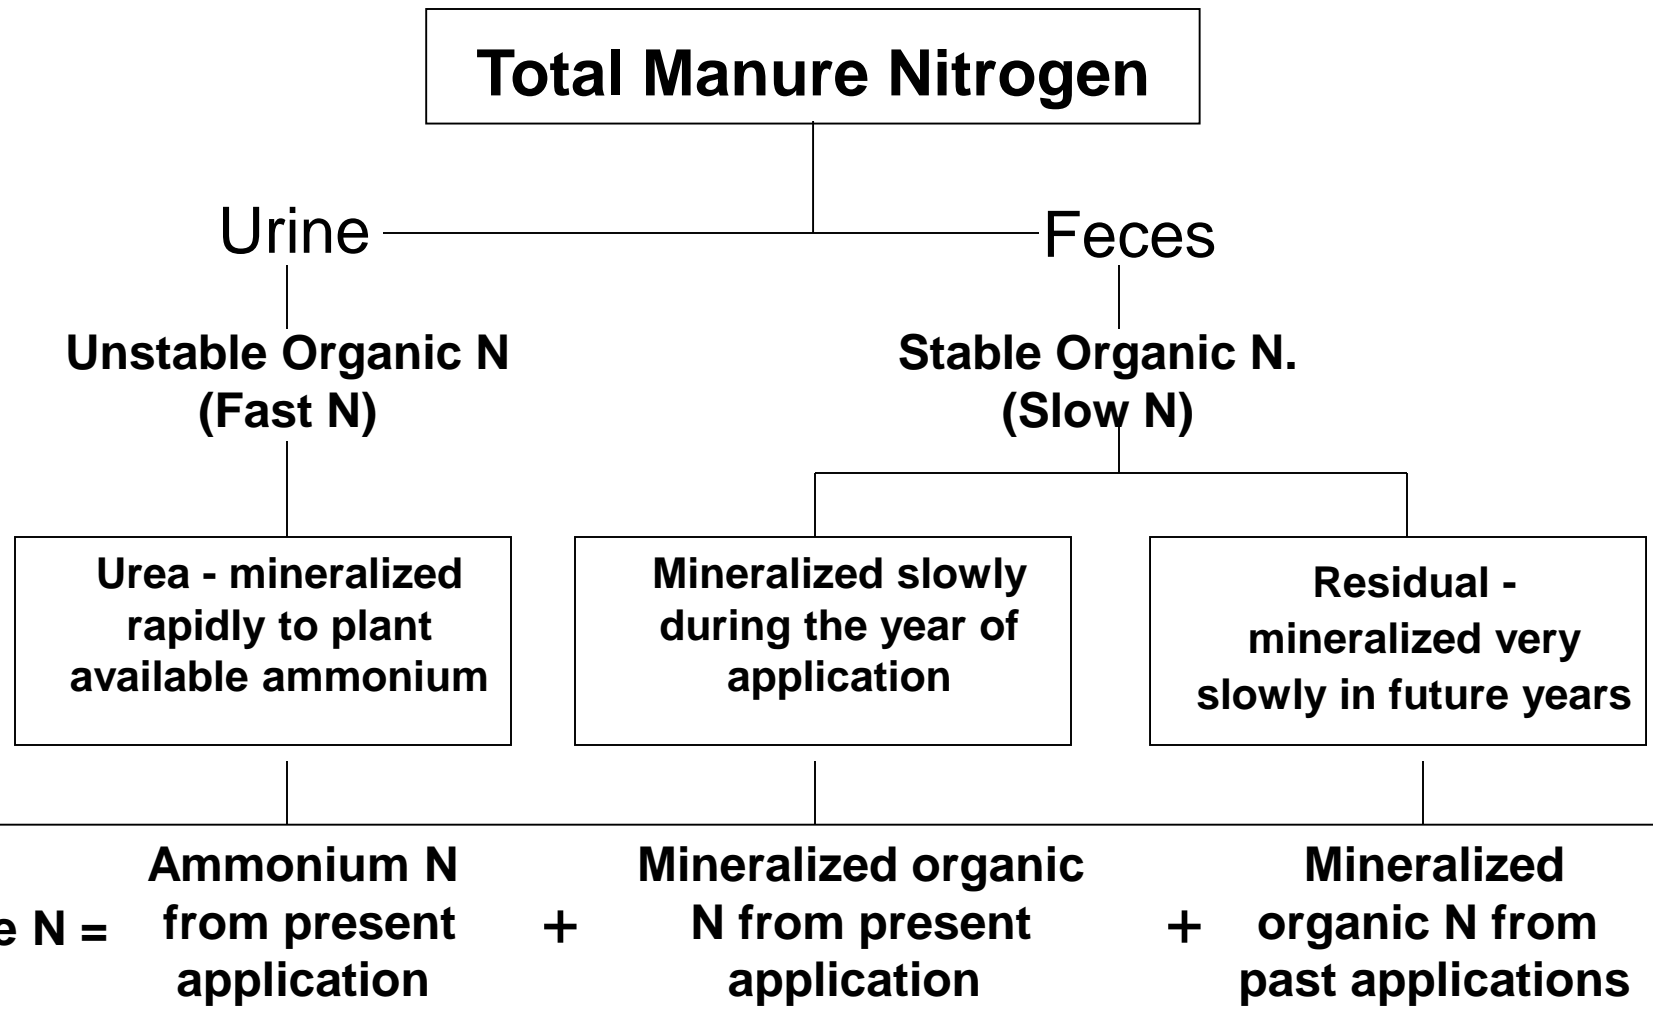 Total Manure Nitrogen
Urine
Feces
Unstable Organic N
(Fast N)
Stable Organic N.
(Slow N)
Urea - mineralized
rapidly to plant
available ammonium
Mineralized slowly
during the year of
application
Residual -
mineralized very
slowly in future years
e N =
Ammonium N
from present
application
+
Mineralized organic
N from present
application
+
Mineralized
organic N from
past applications